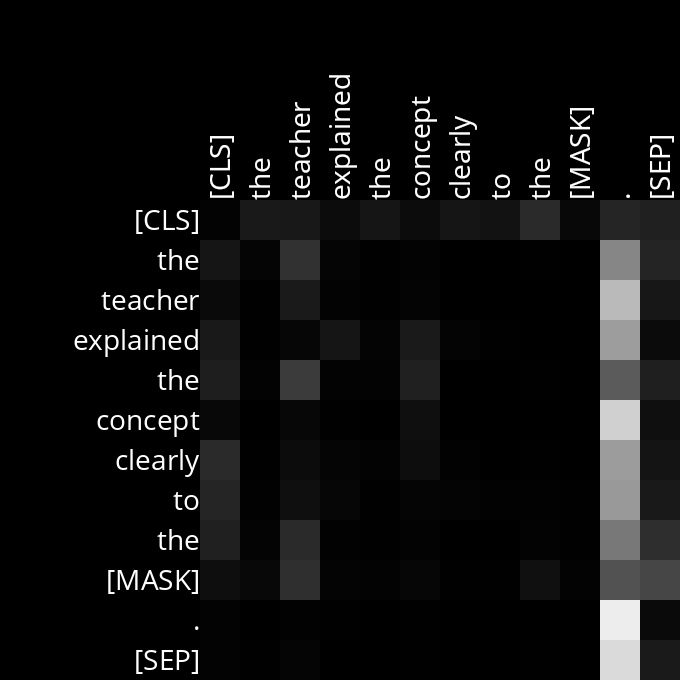 [CLS] the teacher explained the concept clearly to the [MASK] . [SEP]
[CLS]
the
teacher
explained
the
concept
clearly
to
the
[MASK]
.
[SEP]